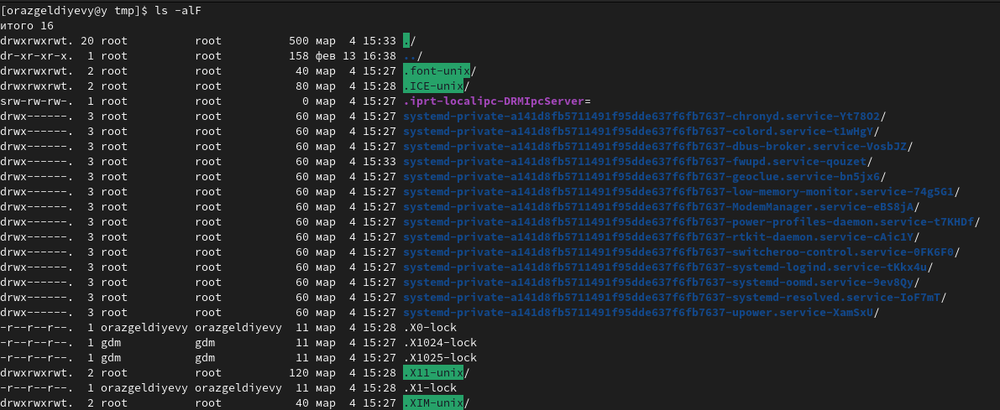 [orazgeldiyevy@y tmp]$ ls -alF
итого 16
drwxrwxrwt. 20 root root 500 мар 4 15:33 ./
dr-xr-xr-x. 1 root root 158 фев 13 16:38 ../
drwxrwxrwt. 2 root root 40 мар 4 15:27 .font-unix/
drwxrwxrwt. 2 root root 80 мар 4 15:28 .ICE-unix/
srw-rw-rw-. 1 root root 0 мар 4 15:27 .iprt-localipc-DRMIpcServer=
drwx------. 3 root root 60 мар 4 15:27 systemd-private-a141d8fb5711491f95dde637f6fb7637-chronyd.service-Yt78O2/
drwx------. 3 root root 60 мар 4 15:27 systemd-private-a141d8fb5711491f95dde637f6fb7637-colord.service-t1wHgY/
drwx------. 3 root root 60 мар 4 15:27 systemd-private-a141d8fb5711491f95dde637f6fb7637-dbus-broker.service-VosbJZ/
drwx------. 3 root root 60 мар 4 15:33 systemd-private-a141d8fb5711491f95dde637f6fb7637-fwupd.service-qouzet/
drwx------. 3 root root 60 мар 4 15:27 systemd-private-a141d8fb5711491f95dde637f6fb7637-geoclue.service-bn5jx6/
drwx------. 3 root root 60 мар 4 15:27 systemd-private-a141d8fb5711491f95dde637f6fb7637-low-memory-monitor.service-74g5G1/
drwx------. 3 root root 60 мар 4 15:27 systemd-private-a141d8fb5711491f95dde637f6fb7637-ModemManager.service-eBS8jA/
drwx------. 3 root root 60 мар 4 15:27 systemd-private-a141d8fb5711491f95dde637f6fb7637-power-profiles-daemon.service-t7KHDf/
drwx------. 3 root root 60 мар 4 15:27 systemd-private-a141d8fb5711491f95dde637f6fb7637-rtkit-daemon.service-cAic1Y/
drwx------. 3 root root 60 мар 4 15:27 systemd-private-a141d8fb5711491f95dde637f6fb7637-switcheroo-control.service-0FK6F0/
drwx------. 3 root root 60 мар 4 15:27 systemd-private-a141d8fb5711491f95dde637f6fb7637-systemd-logind.service-tKkx4u/
drwx------. 3 root root 60 мар 4 15:27 systemd-private-a141d8fb5711491f95dde637f6fb7637-systemd-oomd.service-9ev8Qy/
drwx------. 3 root root 60 мар 4 15:27 systemd-private-a141d8fb5711491f95dde637f6fb7637-systemd-resolved.service-IoF7mT/
drwx------. 3 root root 60 мар 4 15:27 systemd-private-a141d8fb5711491f95dde637f6fb7637-upower.service-XamSxU/
-r--r--r--. 1 orazgeldiyevy orazgeldiyevy 11 мар 4 15:28 .X0-lock
-r--r--r--. 1 gdm gdm 11 мар 4 15:27 .X1024-lock
-r--r--r--. 1 gdm gdm 11 мар 4 15:27 .X1025-lock
drwxrwxrwt. 2 root root 120 мар 4 15:28 .X11-unix/
-r--r--r--. 1 orazgeldiyevy orazgeldiyevy 11 мар 4 15:28 .X1-lock
drwxrwxrwt. 2 root root 40 мар 4 15:27 .XIM-unix/